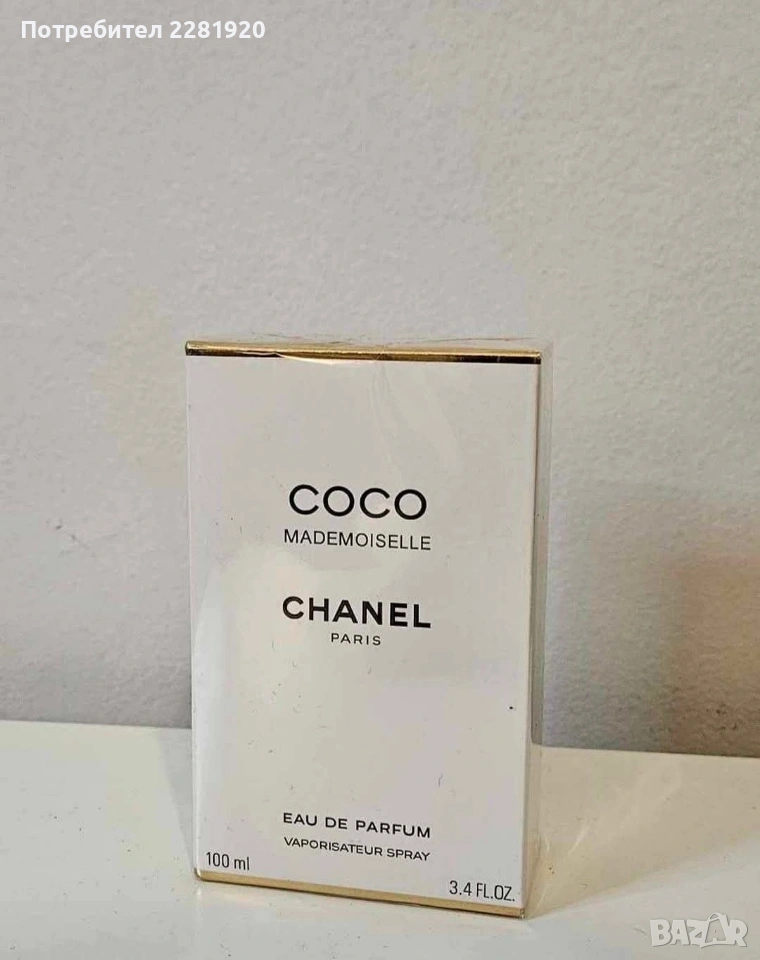 Потребител 2281920
COCO
MADEMOISELLE
CHANEL
PARIS
EAU DE PARFUM
VAPORISATEUR SPRAY
100 ml
3.4 FL.OZ.
BAZAR